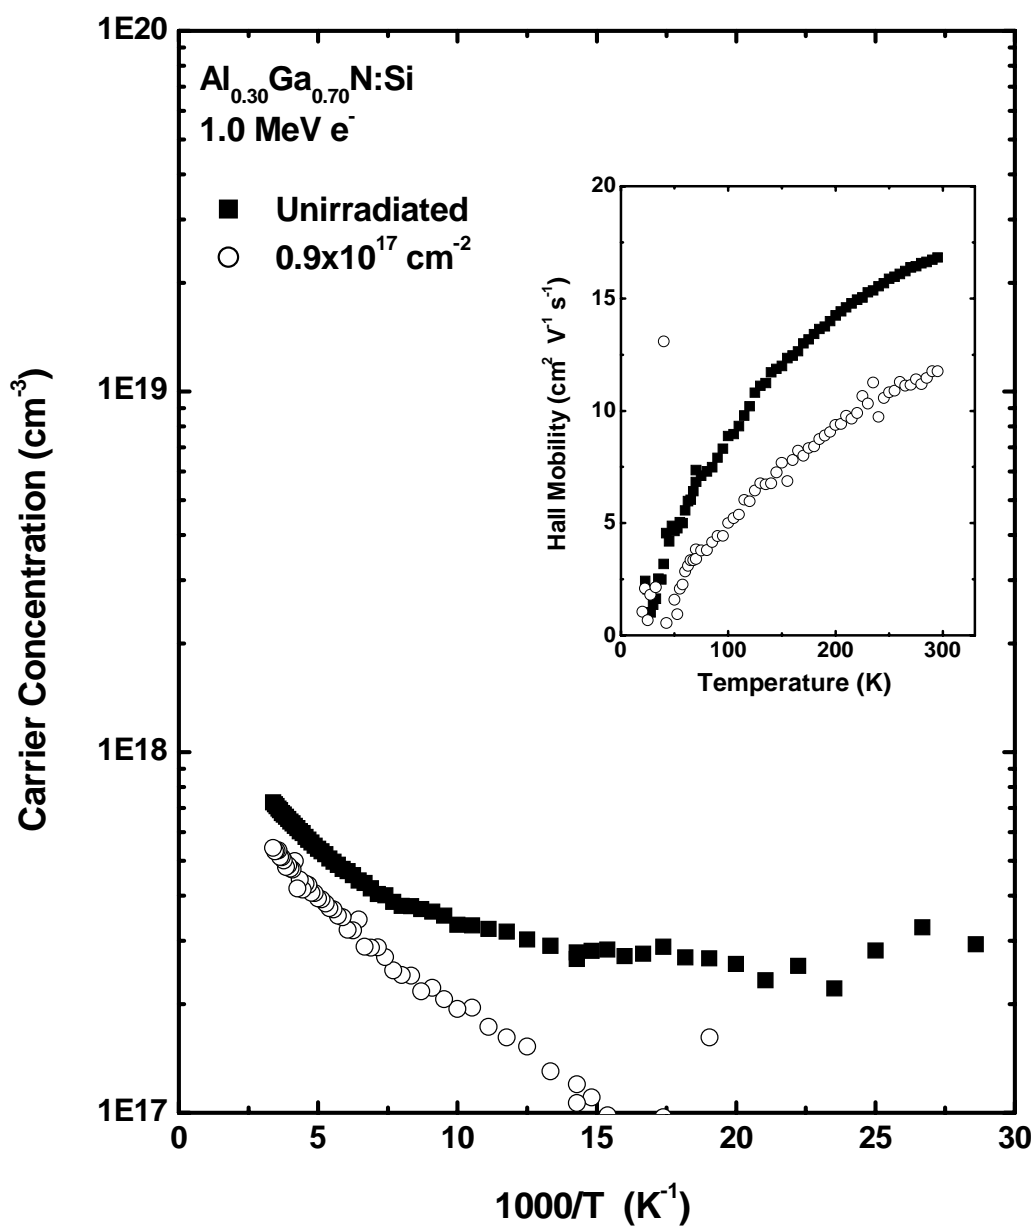 1E20
Al0.30Ga0.70N:Si
1.0 MeV e-
Unirradiated
0.9x10^17 cm^-2
20
15
10
5
0
Hall Mobility (cm^2 V^-1 s^-1)
0 100 200 300
Temperature (K)
1E19
Carrier Concentration (cm^-3)
1E18
1E17
0 5 10 15 20 25 30
1000/T (K^-1)